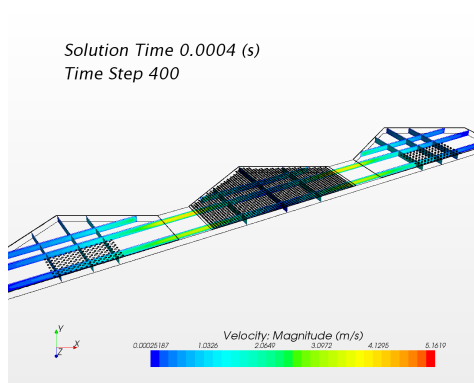 Solution Time 0.0004 (s)
Time Step 400
Y
X
Z
Velocity: Magnitude (m/s)
0.00025187 1.0326 2.0649 3.0972 4.1295 5.1619